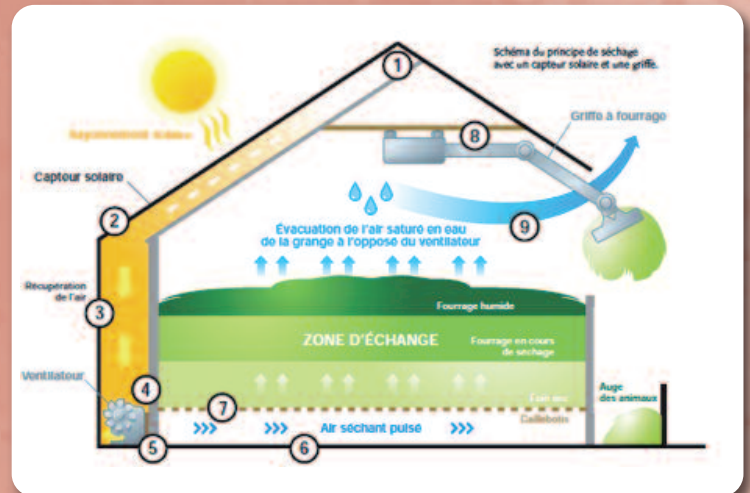 Schéma du principe de séchage
avec un capteur solaire et une griffe.
1
8
Griffe à fourrage
Capteur solaire
2
9
Évacuation de l'air saturé en eau
de la grange à l'opposé du ventilateur
Récupération
de l'air
3
Fourrage humide
ZONE D'ÉCHANGE
Fourrage en cours
de séchage
Ventilateur
4
7
Foin sec
Auge
des animaux
Caillebotis
5
6
Air séchant pulsé